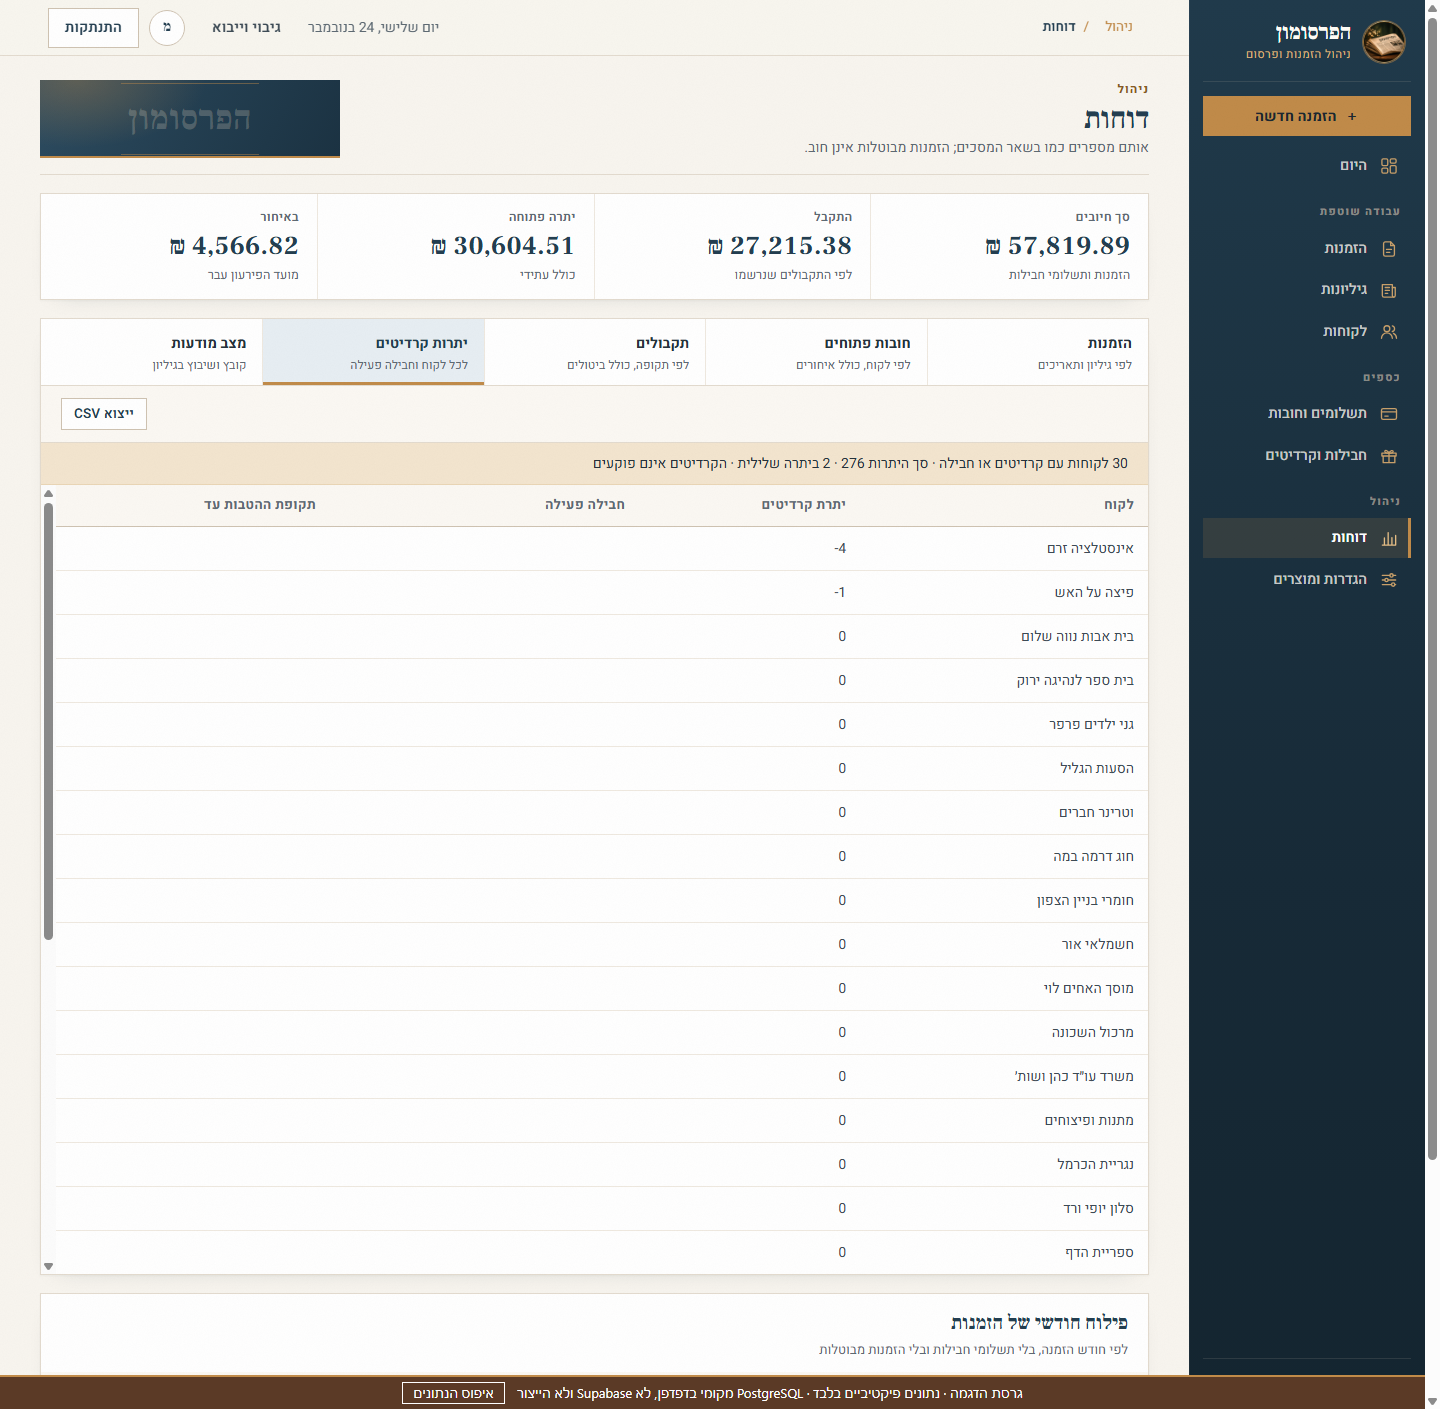 הפרסומון
ניהול הזמנות ופרסום
+ הזמנה חדשה
היום
עבודה שוטפת
הזמנות
גיליונות
לקוחות
כספים
תשלומים וחובות
חבילות וקרדיטים
ניהול
דוחות
הגדרות ומוצרים
ניהול / דוחות
יום שלישי, 24 בנובמבר
גיבוי וייבוא
מ
התנתקות
ניהול
דוחות
אותם מספרים כמו בשאר המסכים; הזמנות מבוטלות אינן חוב.
הפרסומון
סך חיובים
57,819.89 ₪
הזמנות ותשלומי חבילות
התקבל
27,215.38 ₪
לפי התקבולים שנרשמו
יתרה פתוחה
30,604.51 ₪
כולל עתידי
באיחור
4,566.82 ₪
מועד הפירעון עבר
הזמנות
לפי גיליון ותאריכים
חובות פתוחים
לפי לקוח, כולל איחורים
תקבולים
לפי תקופה, כולל ביטולים
יתרות קרדיטים
לכל לקוח וחבילה פעילה
מצב מודעות
קובץ ושיבוץ בגיליון
ייצוא CSV
30 לקוחות עם קרדיטים או חבילה · סך היתרות 276 · 2 ביתרה שלילית · הקרדיטים אינם פוקעים
לקוח יתרת קרדיטים חבילה פעילה תקופת ההטבות עד
אינסטלציה זרם -4
פיצה על האש -1
בית אבות נווה שלום 0
בית ספר לנהיגה ירוק 0
גני ילדים פרפר 0
הסעות הגליל 0
וטרינר חברים 0
חוג דרמה במה 0
חומרי בניין הצפון 0
חשמלאי אור 0
מוסך האחים לוי 0
מרכול השכונה 0
משרד עו״ד כהן ושות׳ 0
מתנות ופיצוחים 0
נגריית הכרמל 0
סלון יופי ורד 0
ספריית הדף 0
פילוח חודשי של הזמנות
לפי חודש הזמנה, בלי תשלומי חבילות ובלי הזמנות מבוטלות
גרסת הדגמה · נתונים פיקטיביים בלבד · PostgreSQL מקומי בדפדפן, לא Supabase ולא הייצור
איפוס הנתונים